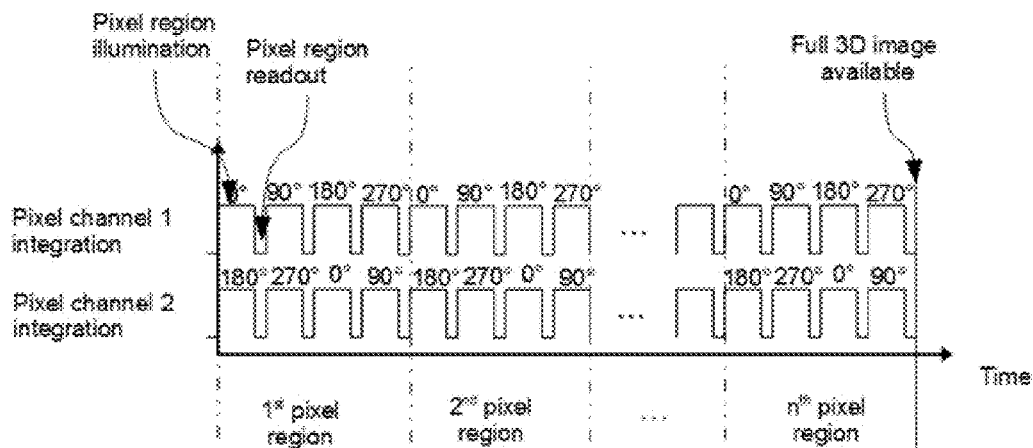 Pixel region illumination
Pixel region readout
Full 3D image available
0° 90° 180° 270° 0° 90° 180° 270° 0° 90° 180° 270°
Pixel channel 1 integration
...
180° 270° 0° 90° 180° 270° 0° 90° 180° 270° 0° 90°
Pixel channel 2 integration
...
Time
1st pixel region
2nd pixel region
...
nth pixel region